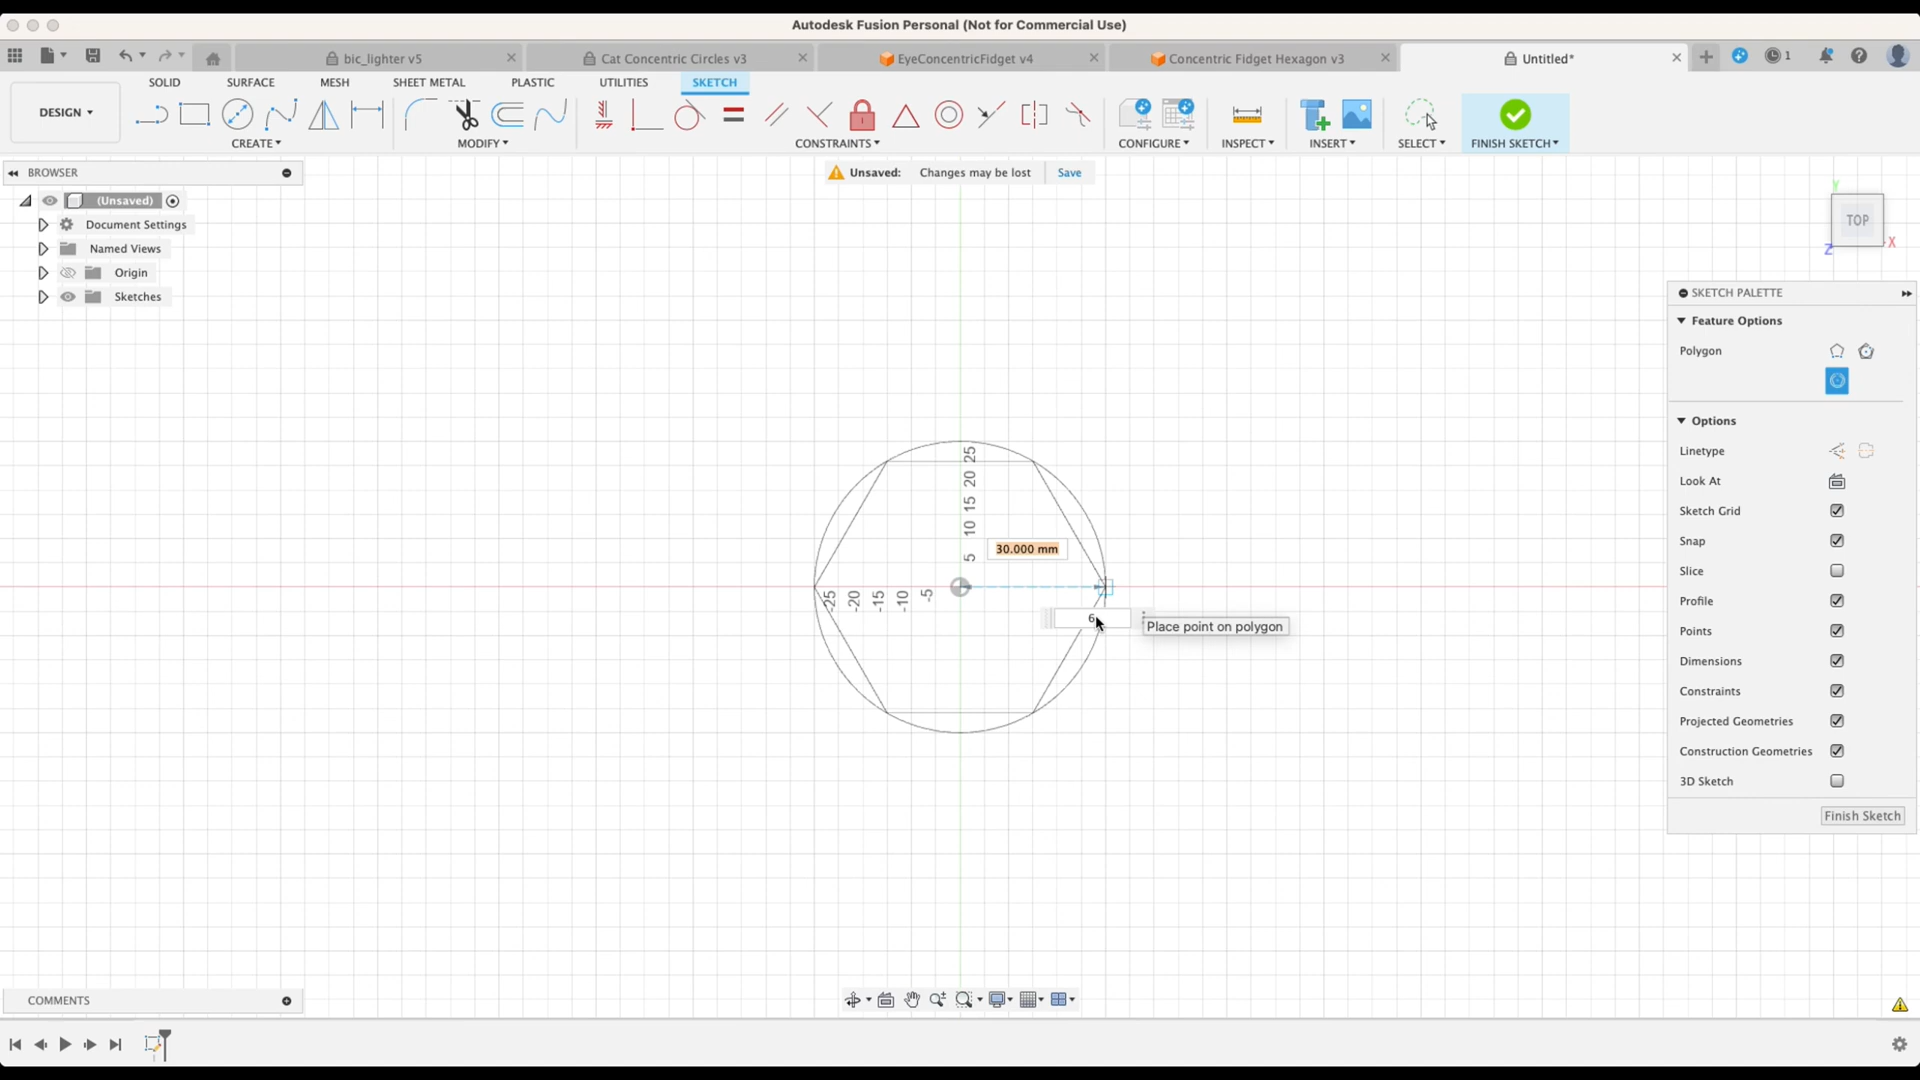 Autodesk Fusion Personal (Not for Commercial Use)
bic_lighter v5
Cat Concentric Circles v3
EyeConcentricFidget v4
Concentric Fidget Hexagon v3
Untitled*
1
SOLID
SURFACE
MESH
SHEET METAL
PLASTIC
UTILITIES
SKETCH
DESIGN
CREATE
MODIFY
CONSTRAINTS
CONFIGURE
INSPECT
INSERT
SELECT
FINISH SKETCH
BROWSER
Unsaved: Changes may be lost Save
(Unsaved)
Document Settings
Named Views
Origin
Sketches
Y
TOP
X
Z
SKETCH PALETTE
Feature Options
Polygon
Options
Linetype
Look At
Sketch Grid
Snap
Slice
Profile
Points
Dimensions
Constraints
Projected Geometries
Construction Geometries
3D Sketch
Finish Sketch
25
20
15
10
5
30.000 mm
-25
-20
-15
-10
-5
6
Place point on polygon
COMMENTS